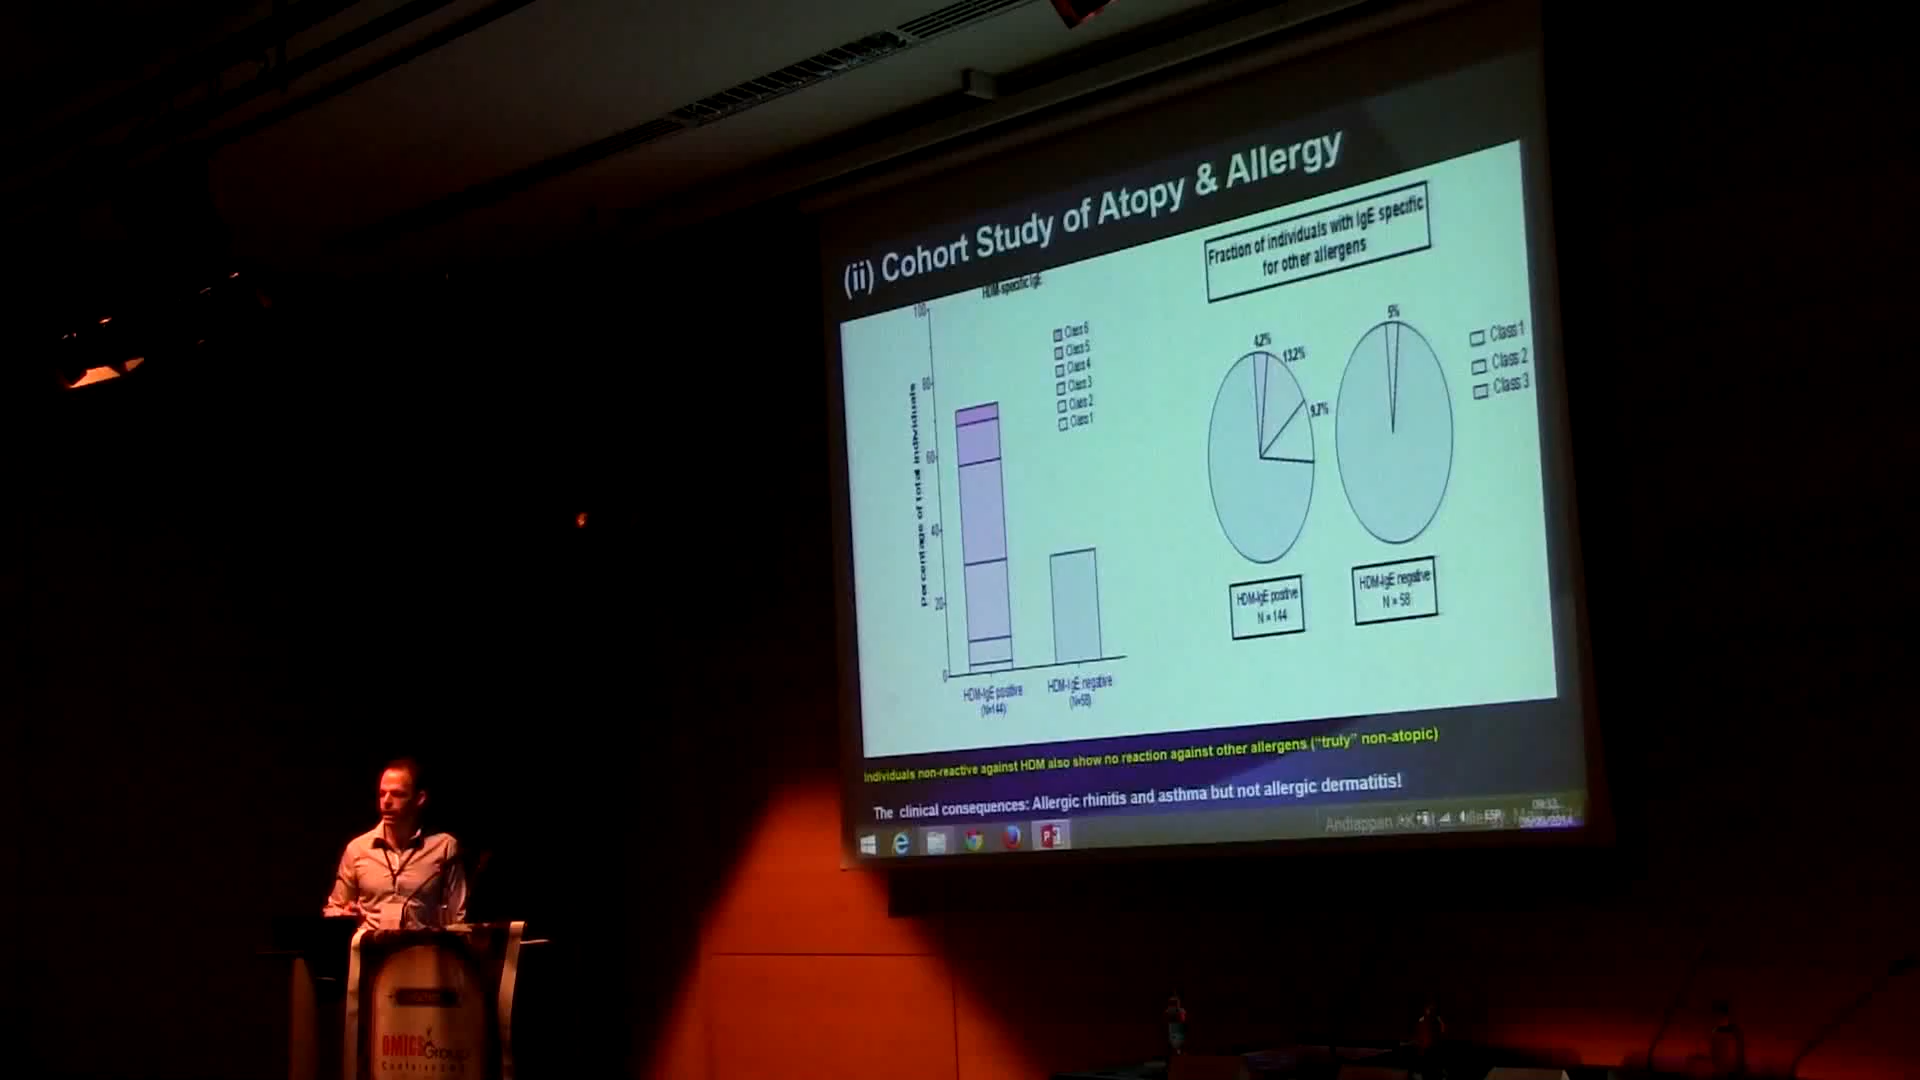 (ii) Cohort Study of Atopy & Allergy
HDM-specific IgE
100
80
60
40
20
0
Percentage of total individuals
Class 6
Class 5
Class 4
Class 3
Class 2
Class 1
HDM-IgE positive
(N=144)
HDM-IgE negative
(N=58)
Fraction of individuals with IgE specific
for other allergens
4.2%
13.2%
9.7%
5%
Class 1
Class 2
Class 3
HDM-IgE positive
N = 144
HDM-IgE negative
N = 58
Individuals non-reactive against HDM also show no reaction against other allergens ("truly" non-atopic)
The clinical consequences: Allergic rhinitis and asthma but not allergic dermatitis!
Andiappan AK
ESP
OMICS Group
Conferences